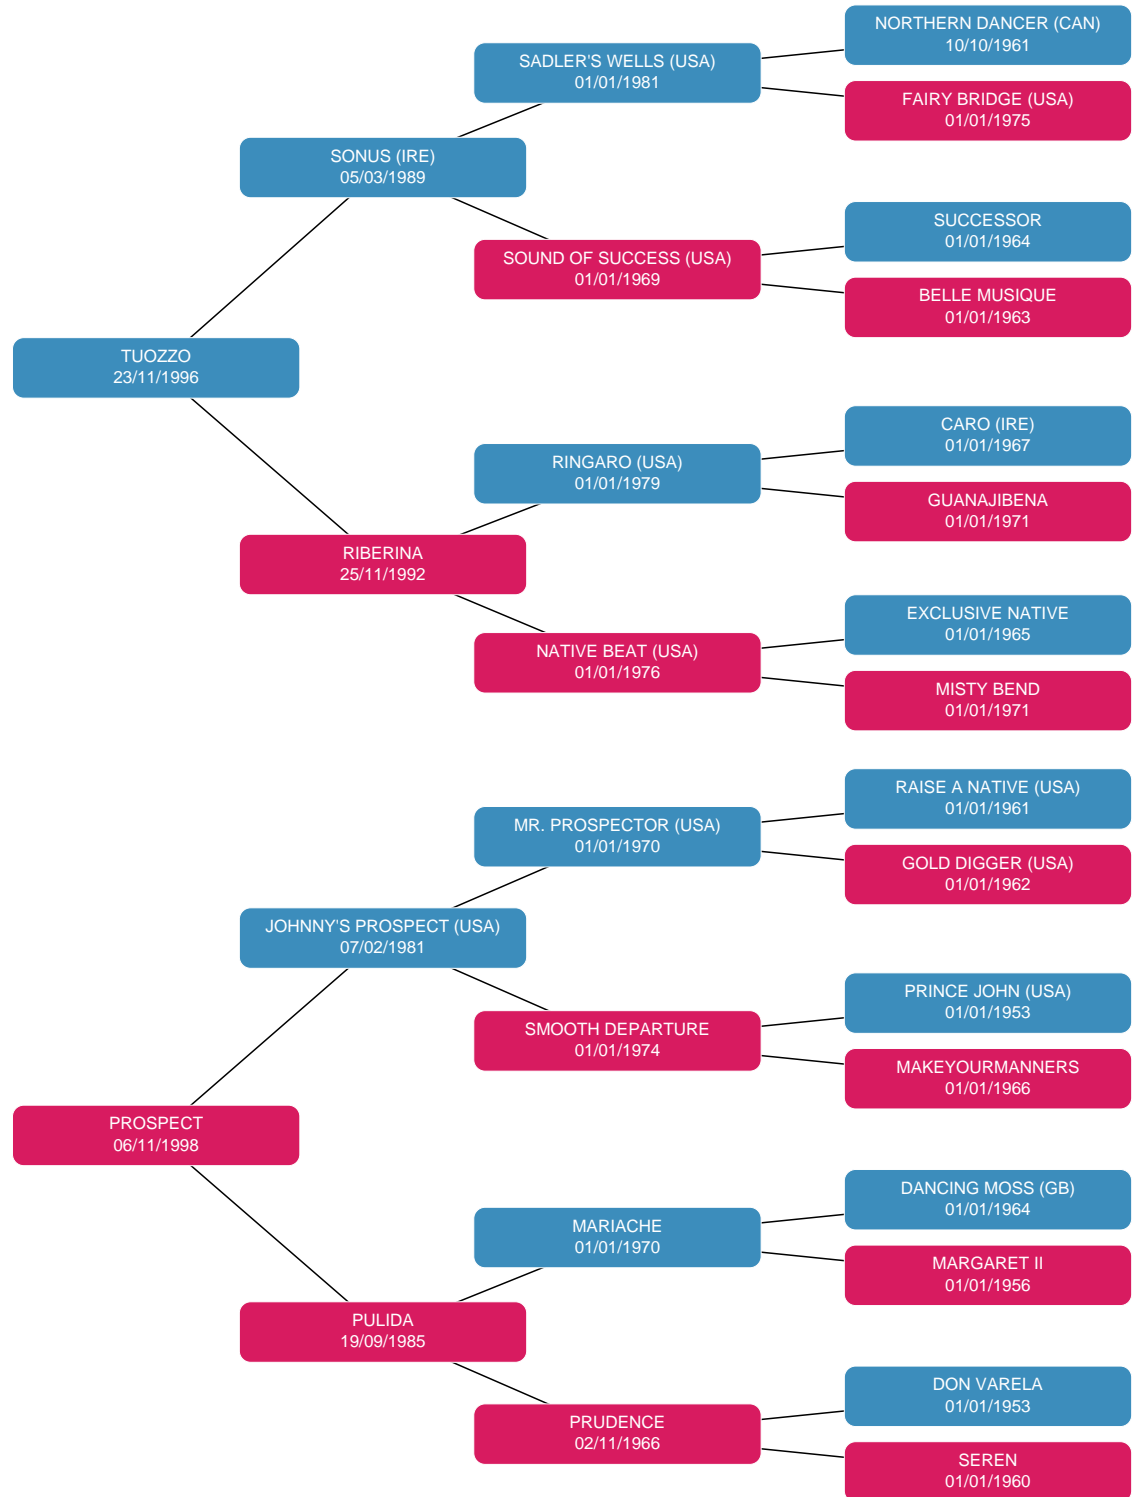 NORTHERN DANCER (CAN)
10/10/1961
SADLER'S WELLS (USA)
01/01/1981
FAIRY BRIDGE (USA)
01/01/1975
SONUS (IRE)
05/03/1989
SUCCESSOR
01/01/1964
SOUND OF SUCCESS (USA)
01/01/1969
BELLE MUSIQUE
01/01/1963
TUOZZO
23/11/1996
CARO (IRE)
01/01/1967
RINGARO (USA)
01/01/1979
GUANAJIBENA
01/01/1971
RIBERINA
25/11/1992
EXCLUSIVE NATIVE
01/01/1965
NATIVE BEAT (USA)
01/01/1976
MISTY BEND
01/01/1971
RAISE A NATIVE (USA)
01/01/1961
MR. PROSPECTOR (USA)
01/01/1970
GOLD DIGGER (USA)
01/01/1962
JOHNNY'S PROSPECT (USA)
07/02/1981
PRINCE JOHN (USA)
01/01/1953
SMOOTH DEPARTURE
01/01/1974
MAKEYOURMANNERS
01/01/1966
PROSPECT
06/11/1998
DANCING MOSS (GB)
01/01/1964
MARIACHE
01/01/1970
MARGARET II
01/01/1956
PULIDA
19/09/1985
DON VARELA
01/01/1953
PRUDENCE
02/11/1966
SEREN
01/01/1960